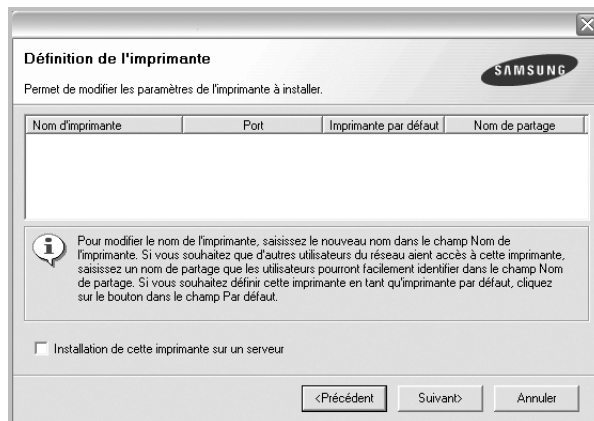 Définition de l'imprimante
SAMSUNG
Permet de modifier les paramètres de l'imprimante à installer.
Nom d'imprimante Port Imprimante par défaut Nom de partage
Pour modifier le nom de l'imprimante, saisissez le nouveau nom dans le champ Nom de
l'imprimante. Si vous souhaitez que d'autres utilisateurs du réseau aient accès à cette imprimante,
saisissez un nom de partage que les utilisateurs pourront facilement identifier dans le champ Nom
de partage. Si vous souhaitez définir cette imprimante en tant qu'imprimante par défaut, cliquez
sur le bouton dans le champ Par défaut.
Installation de cette imprimante sur un serveur
<Précédent Suivant> Annuler